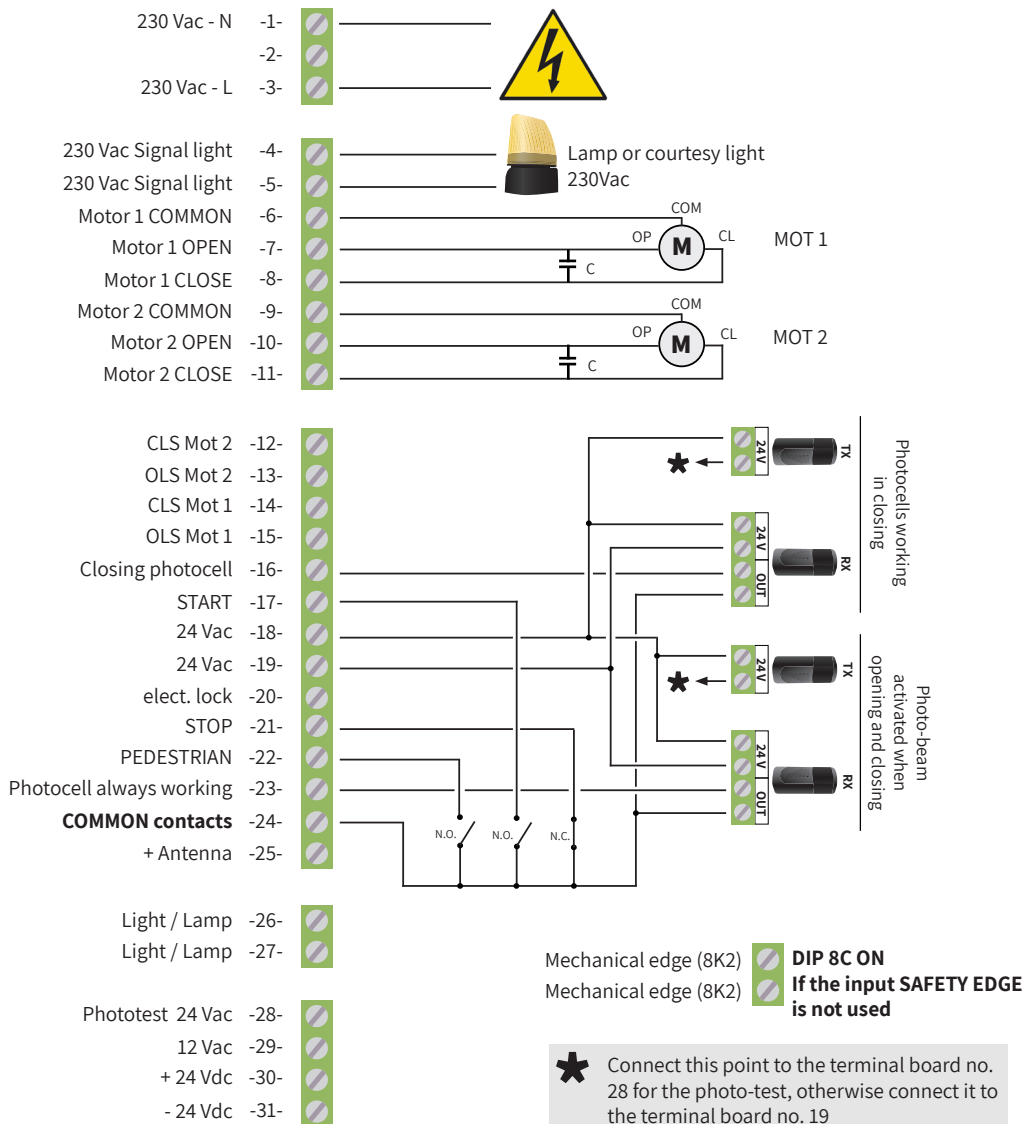 230 Vac - N -1-
-2-
230 Vac - L -3-
230 Vac Signal light -4-
230 Vac Signal light -5-
Lamp or courtesy light
230Vac
Motor 1 COMMON -6-
Motor 1 OPEN -7-
Motor 1 CLOSE -8-
COM
OP
M
CL
MOT 1
C
Motor 2 COMMON -9-
Motor 2 OPEN -10-
Motor 2 CLOSE -11-
COM
OP
M
CL
MOT 2
C
CLS Mot 2 -12-
OLS Mot 2 -13-
CLS Mot 1 -14-
OLS Mot 1 -15-
Closing photocell -16-
START -17-
24 Vac -18-
24 Vac -19-
elect. lock -20-
STOP -21-
PEDESTRIAN -22-
Photocell always working -23-
COMMON contacts -24-
+ Antenna -25-
N.O.
N.O.
N.C.
24 V
TX
24 V
OUT
RX
Photocells working
in closing
24 V
TX
24 V
OUT
RX
Photo-beam
activated when
opening and closing
Light / Lamp -26-
Light / Lamp -27-
Mechanical edge (8K2)
Mechanical edge (8K2)
DIP 8C ON
If the input SAFETY EDGE
is not used
Phototest 24 Vac -28-
12 Vac -29-
+ 24 Vdc -30-
- 24 Vdc -31-
Connect this point to the terminal board no.
28 for the photo-test, otherwise connect it to
the terminal board no. 19